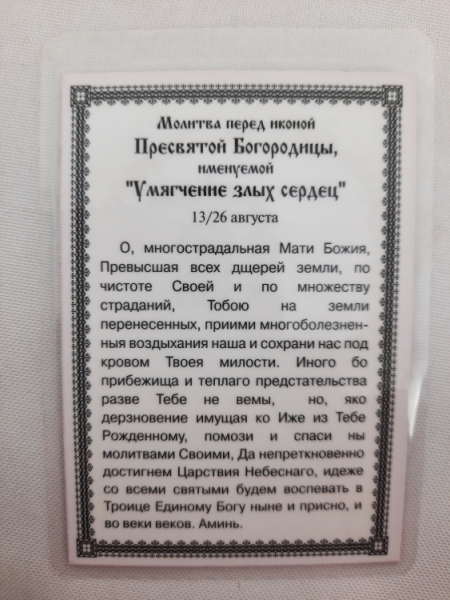 Молитва перед иконой
Пресвятой Богородицы,
именуемой
"Умягчение злых сердец"
13/26 августа
О, многострадальная Мати Божия,
Превысшая всех дщерей земли, по
чистоте Своей и по множеству
страданий, Тобою на земли
перенесенных, приими многоболезнен-
ныя воздыхания наша и сохрани нас под
кровом Твоея милости. Иного бо
прибежища и теплаго предстательства
разве Тебе не вемы, но, яко
дерзновение имущая ко Иже из Тебе
Рожденному, помози и спаси ны
молитвами Своими, Да непреткновенно
достигнем Царствия Небеснаго, идеже
со всеми святыми будем воспевать в
Троице Единому Богу ныне и присно, и
во веки веков. Аминь.